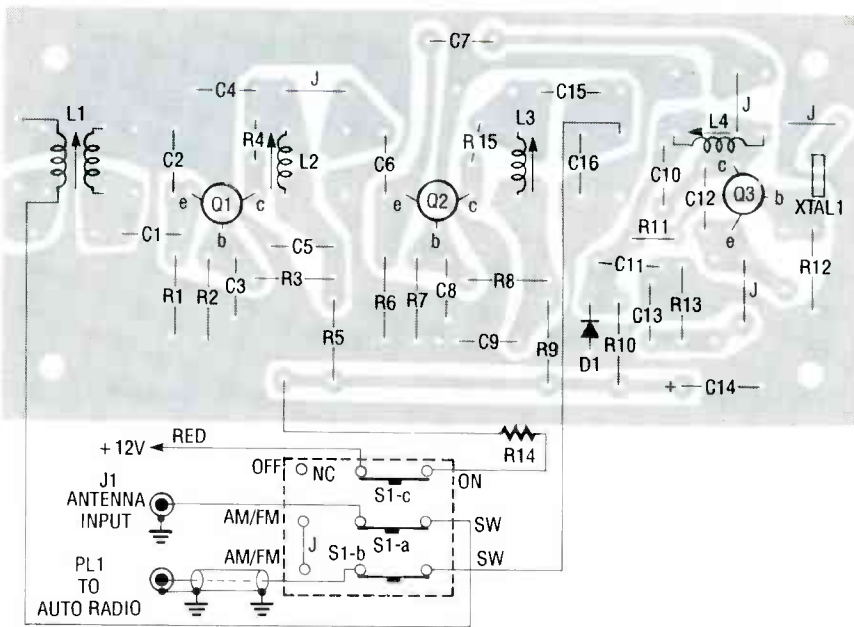 C7
C4
J
C15
L1
L4
J
J
L3
R4
R 15
C2
L2
C6
C16
C10
C12
c
Q1
Q2
Q3
e
c
e
c
b
XTAL1
b
b
e
C1
C5
R11
R12
C11
R1
R2
C3
R3
R6
R7
C8
R8
C13
R13
J
R5
C9
R9
D1
R10
+
C14
+ 12V
RED
R14
OFF
NC
ON
S1-c
J1
ANTENNA
INPUT
AM/FM
SW
S1-a
J
AM/FM
S1-b
SW
PL1
TO
AUTO RADIO